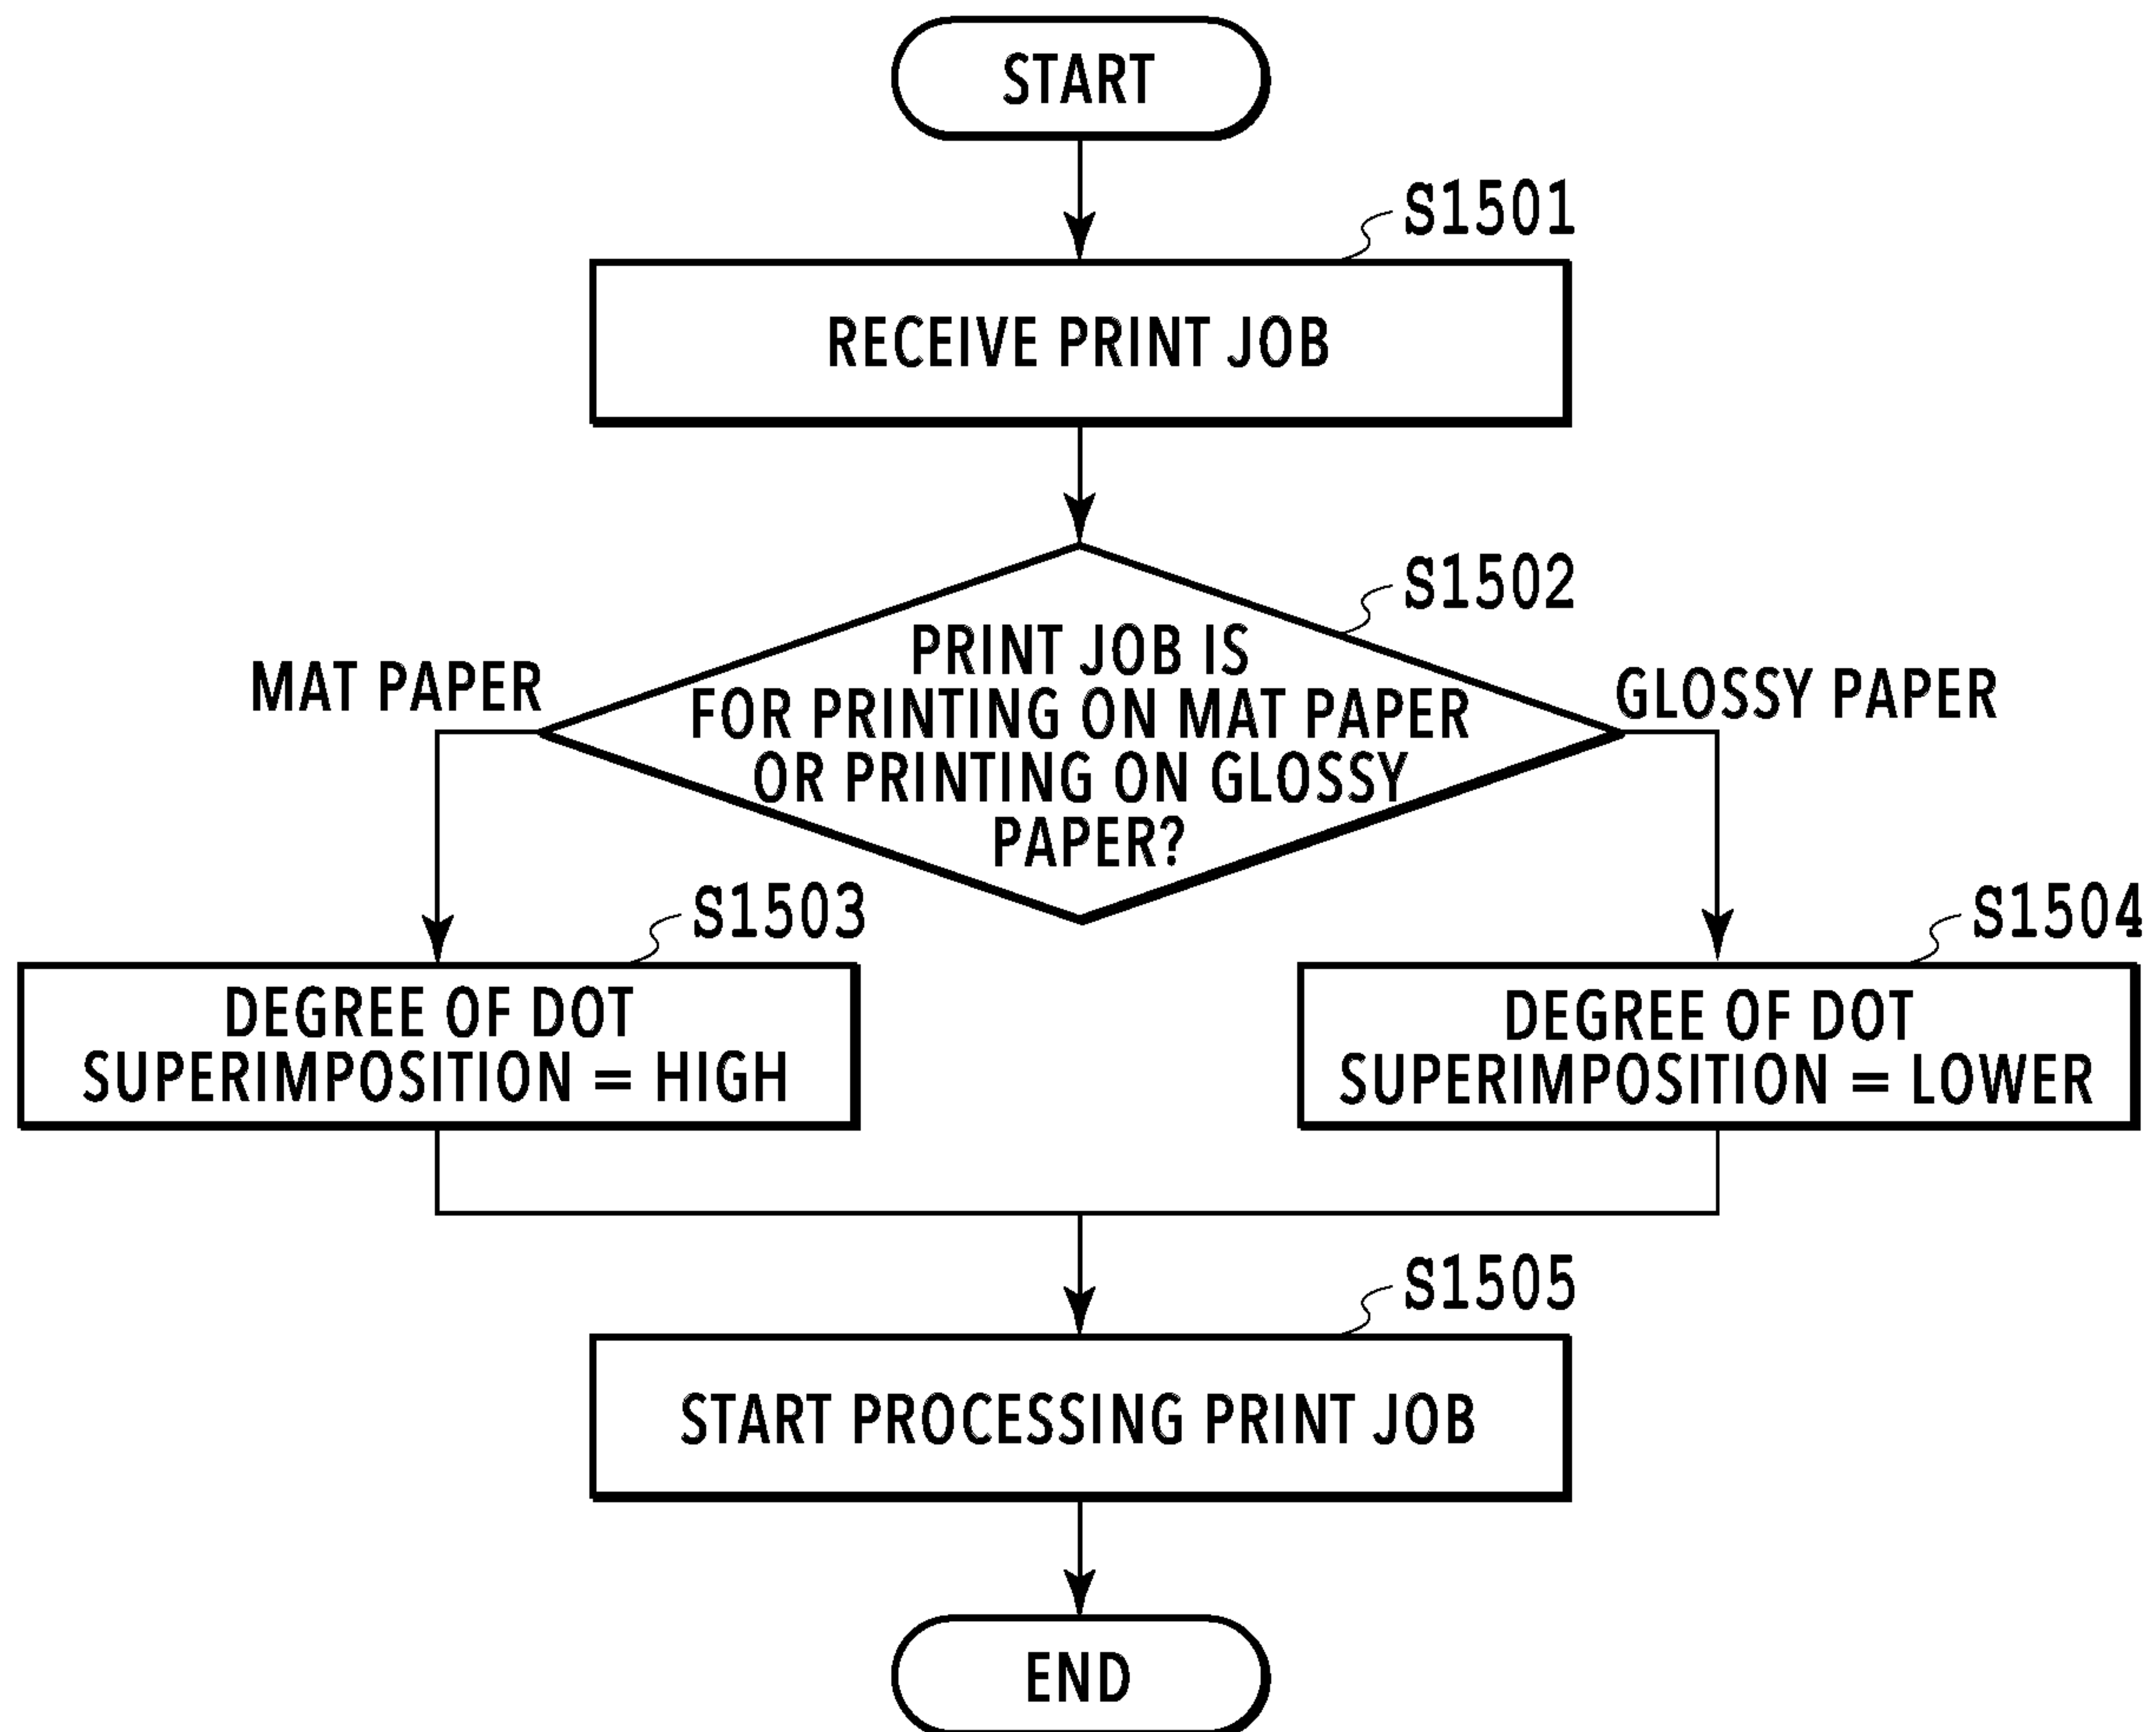 START
S1501
RECEIVE PRINT JOB
S1502
PRINT JOB IS
FOR PRINTING ON MAT PAPER
OR PRINTING ON GLOSSY
PAPER?
MAT PAPER
GLOSSY PAPER
S1503
DEGREE OF DOT
SUPERIMPOSITION = HIGH
S1504
DEGREE OF DOT
SUPERIMPOSITION = LOWER
S1505
START PROCESSING PRINT JOB
END